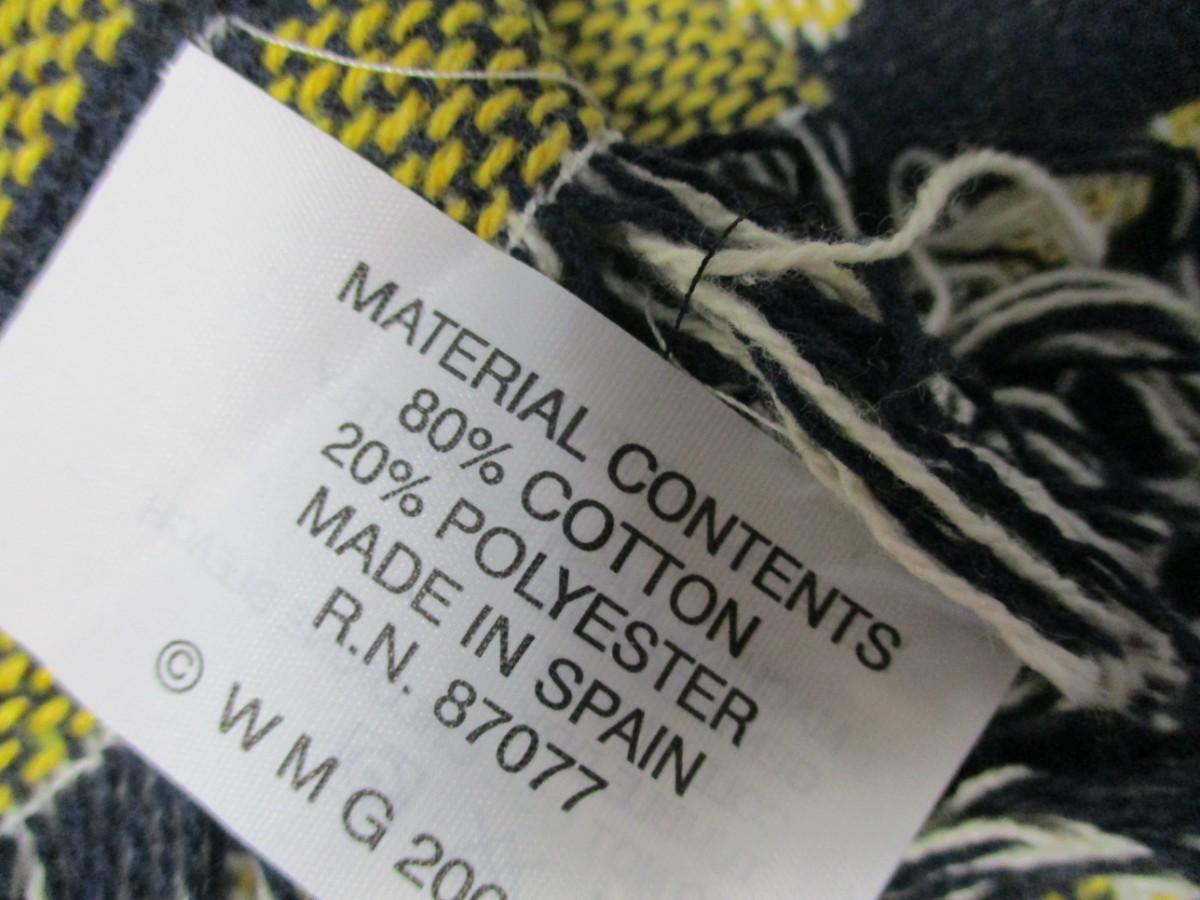 MATERIAL CONTENTS
80% COTTON
20% POLYESTER
MADE IN SPAIN
R.N. 87077
© W M G